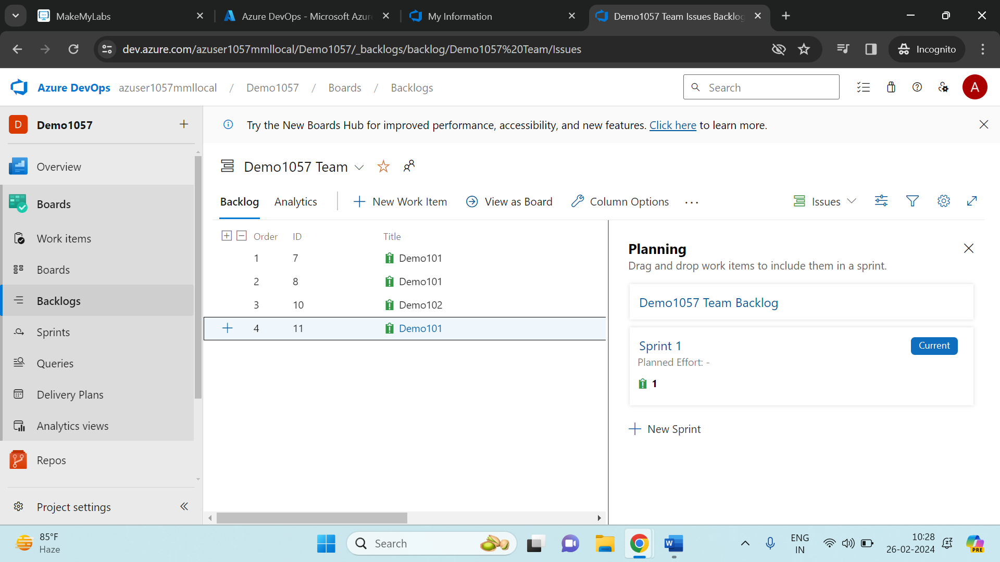 MakeMyLabs
Azure DevOps - Microsoft Azur
My Information
Demo1057 Team Issues Backlog
dev.azure.com/azuser1057mmllocal/Demo1057/_backlogs/backlog/Demo1057%20Team/Issues
Incognito
Azure DevOps azuser1057mmllocal / Demo1057 / Boards / Backlogs
Search
A
D Demo1057
Try the New Boards Hub for improved performance, accessibility, and new features. Click here to learn more.
Overview
Boards
Work items
Boards
Backlogs
Sprints
Queries
Delivery Plans
Analytics views
Repos
Project settings
Demo1057 Team
Backlog Analytics New Work Item View as Board Column Options
Issues
Order ID Title
1 7 Demo101
2 8 Demo101
3 10 Demo102
4 11 Demo101
Planning
Drag and drop work items to include them in a sprint.
Demo1057 Team Backlog
Sprint 1 Current
Planned Effort: -
1
New Sprint
85°F
Haze
Search
W
ENG
IN
10:28
26-02-2024
PRE